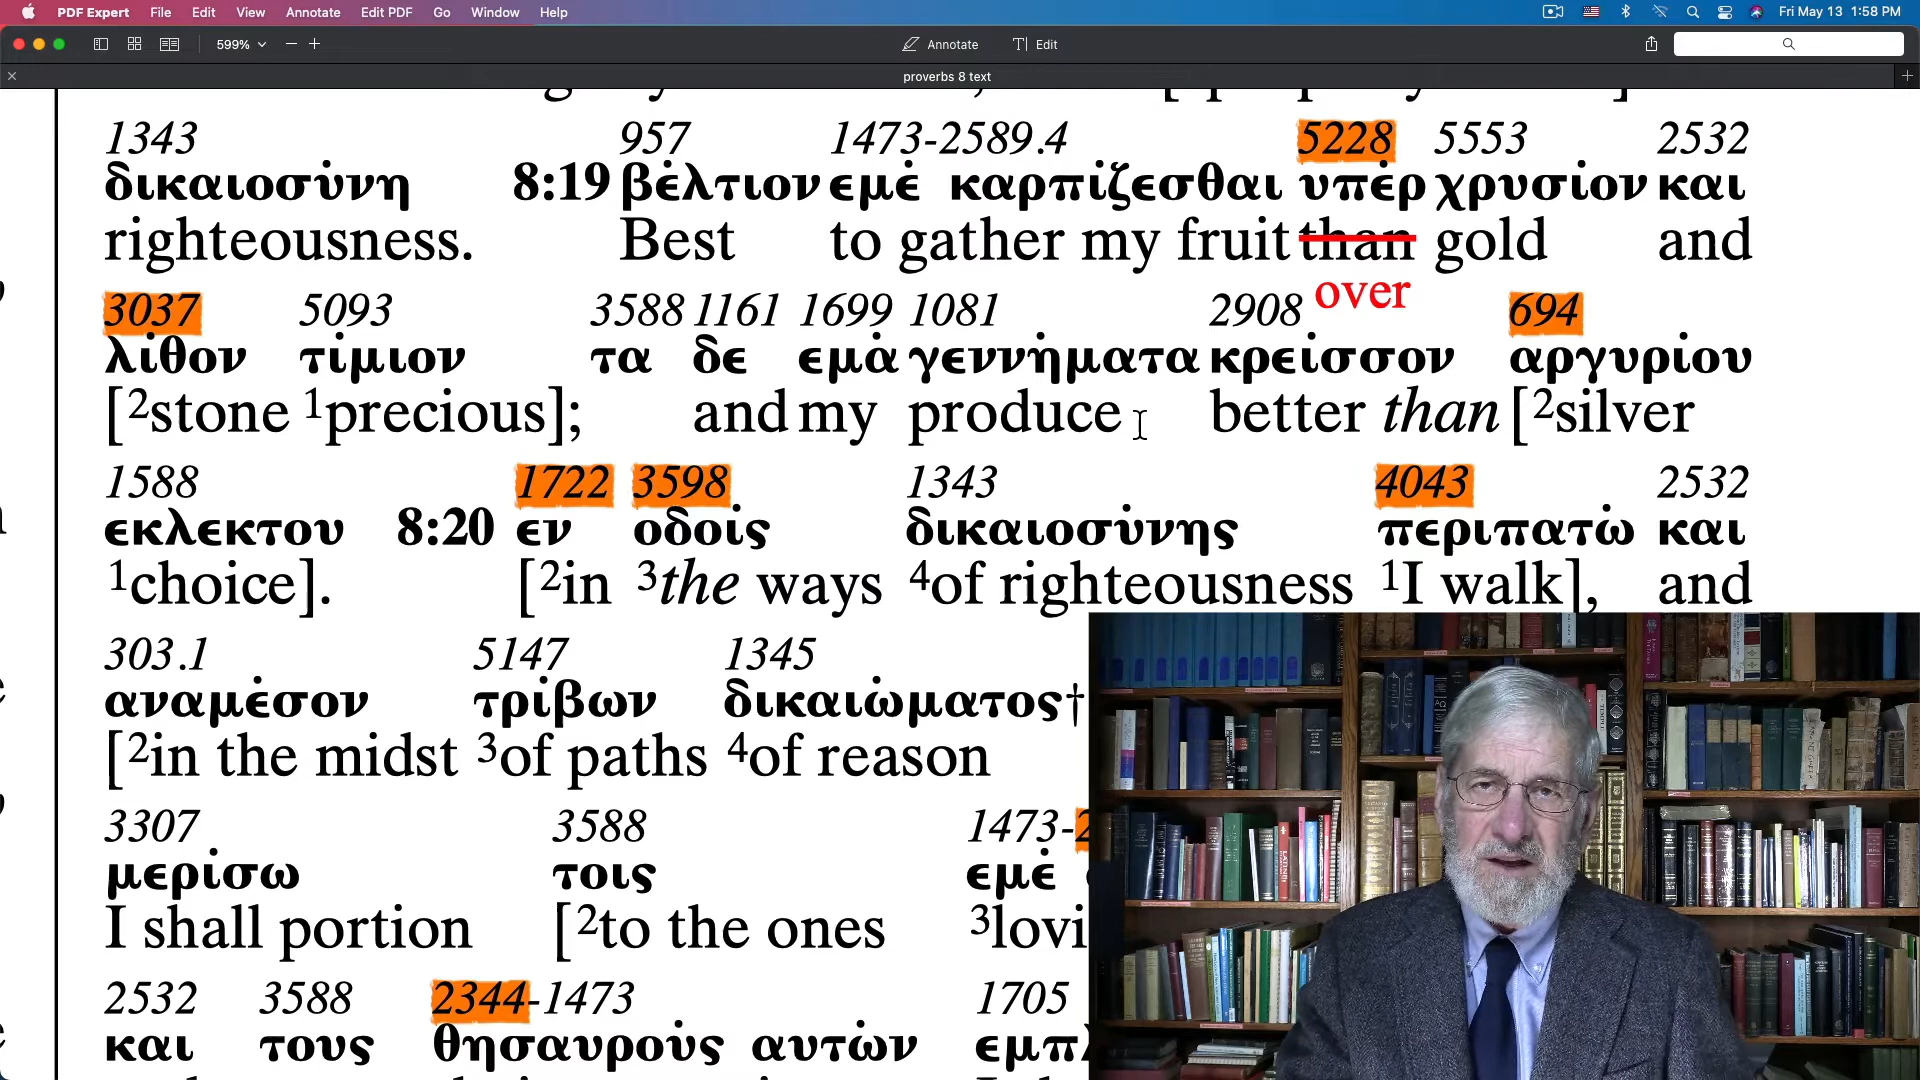 PDF Expert File Edit View Annotate Edit PDF Go Window Help Fri May 13 1:58 PM
599% Annotate Edit
proverbs 8 text
1343 957 1473-2589.4 5228 5553 2532
δικαιοσύνη 8:19 βέλτιον εμέ καρπίζεσθαι υπέρ χρυσίον και
righteousness. Best to gather my fruit than gold and
over
3037 5093 3588 1161 1699 1081 2908 694
λίθον τίμιον τα δε εμά γεννήματα κρείσσον αργυρίου
[²stone ¹precious]; and my produce better than [²silver
1588 1722 3598 1343 4043 2532
εκλεκτου 8:20 εν οδοίς δικαιοσύνης περιπατώ και
¹choice]. [²in ³the ways ⁴of righteousness ¹I walk], and
303.1 5147 1345
αναμέσον τρίβων δικαιώματος†
[²in the midst ³of paths ⁴of reason
3307 3588 1473-2
μερίσω τοις εμέ
I shall portion [²to the ones ³lovi
2532 3588 2344-1473 1705
και τους θησαυρούς αυτών εμπλ